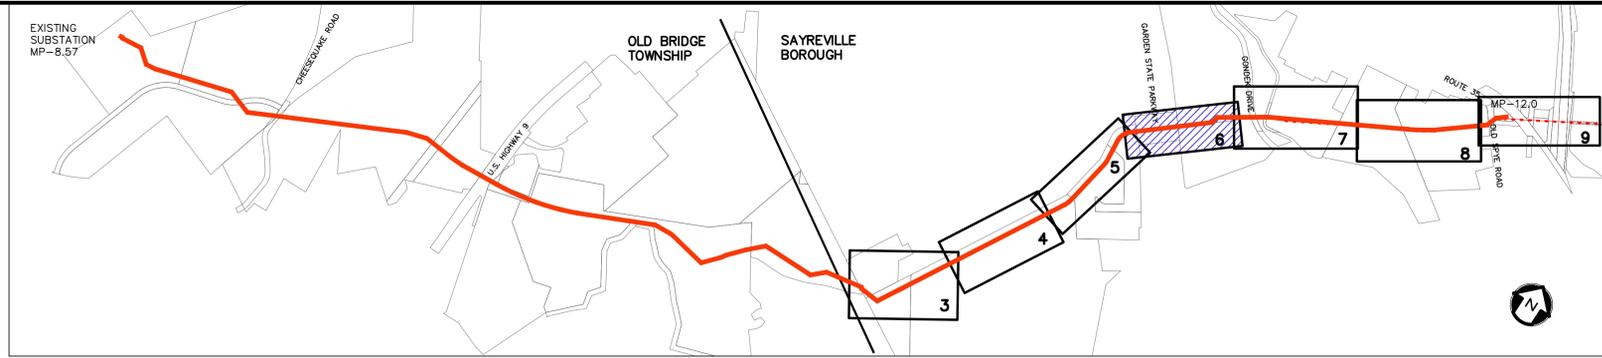 EXISTING
SUBSTATION
MP-8.57
CHEESEQUAKE ROAD
U.S. HIGHWAY 9
OLD BRIDGE
TOWNSHIP
SAYREVILLE
BOROUGH
GARDEN STATE PARKWAY
GONDEK DRIVE
ROUTE 35
MP-12.0
OLD SPYE ROAD
3
4
5
6
7
8
9
N